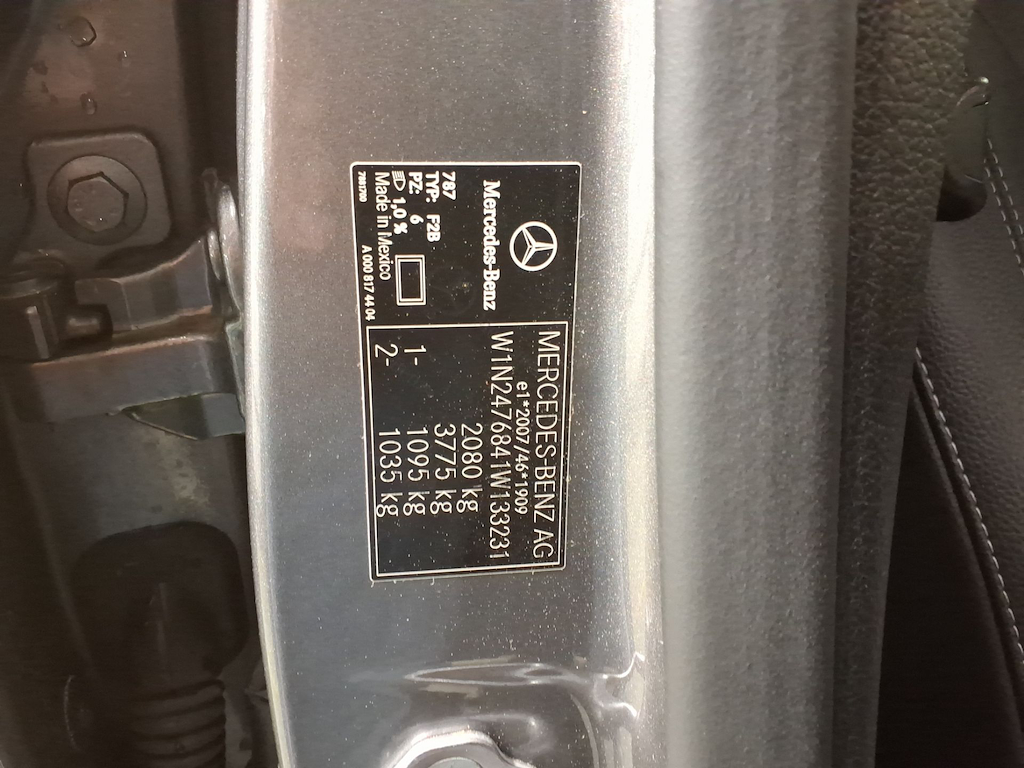 Mercedes-Benz
787
TYP: F2B
PZ: 6
1,0 %
Made in Mexico
7061700
A 000 817 44 04
MERCEDES-BENZ AG
e1*2007/46*1909
W1N2476841W133231
2080 kg
3775 kg
1- 1095 kg
2- 1035 kg